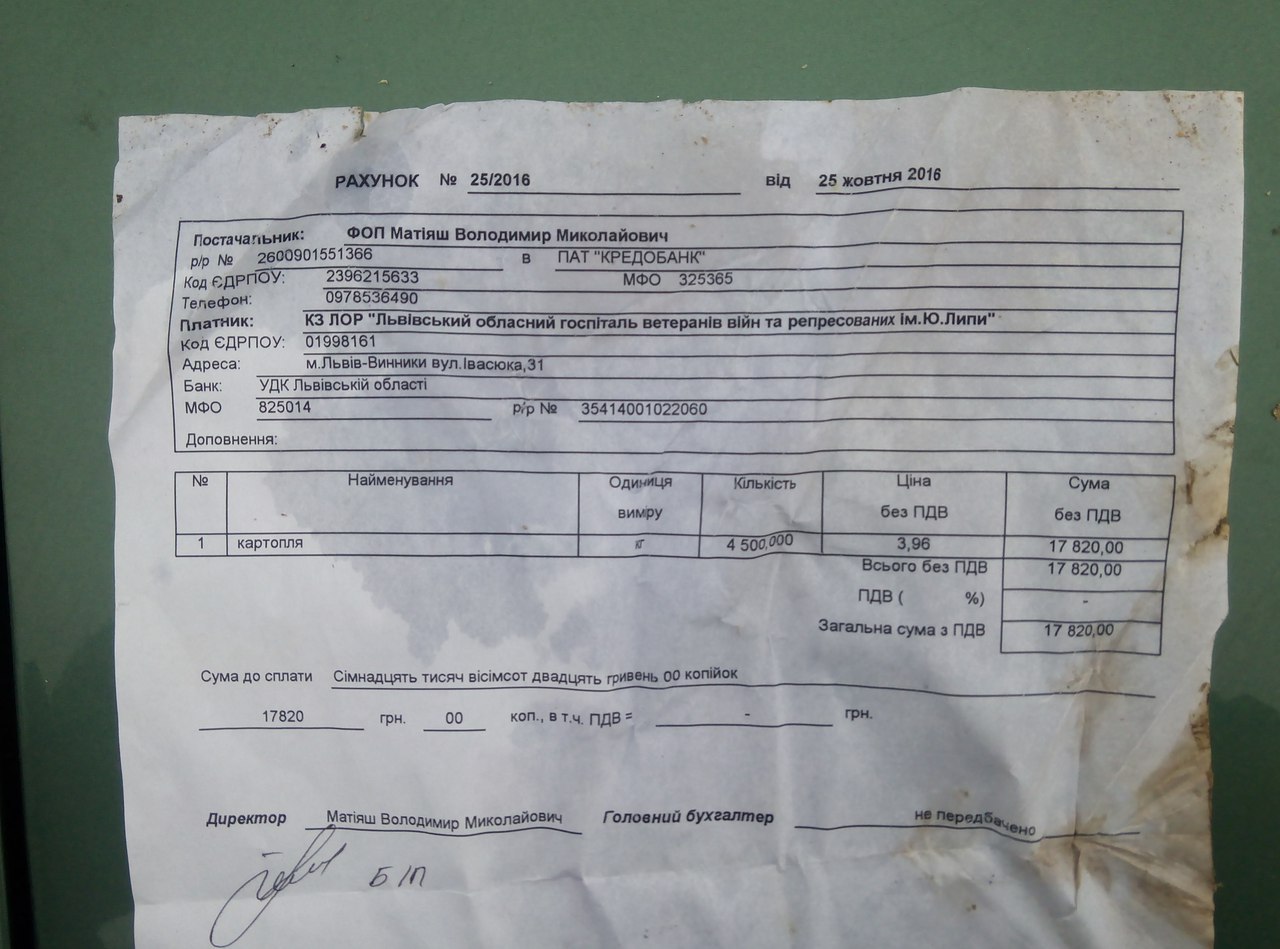 РАХУНОК № 25/2016 від 25 жовтня 2016
Постачальник: ФОП Матіяш Володимир Миколайович
р/р № 2600901551366 в ПАТ "КРЕДОБАНК"
Код ЄДРПОУ: 2396215633 МФО 325365
Телефон: 0978536490
Платник: КЗ ЛОР "Львівський обласний госпіталь ветеранів війн та репресованих ім.Ю.Липи"
Код ЄДРПОУ: 01998161
Адреса: м.Львів-Винники вул.Івасюка,31
Банк: УДК Львівській області
МФО 825014 р/р № 35414001022060
Доповнення:
№ Найменування Одиниця Кількість Ціна Сума
вимру без ПДВ без ПДВ
1 картопля кг 4 500,000 3,96 17 820,00
Всього без ПДВ 17 820,00
ПДВ ( %) -
Загальна сума з ПДВ 17 820,00
Сума до сплати Сімнадцять тисяч вісімсот двадцять гривень 00 копійок
17820 грн. 00 коп., в т.ч. ПДВ = - грн.
Директор Матіяш Володимир Миколайович Головний бухгалтер не передбачено
Б/П